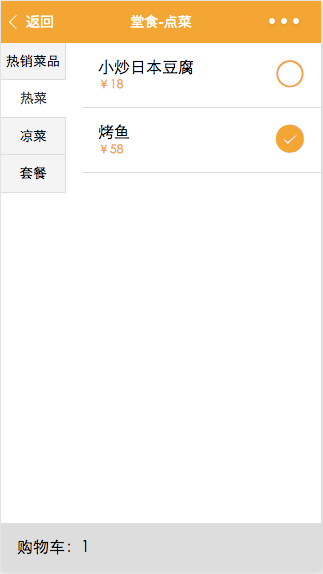 返回
堂食-点菜
热销菜品
热菜
凉菜
套餐
小炒日本豆腐
￥18
烤鱼
￥58
购物车：1